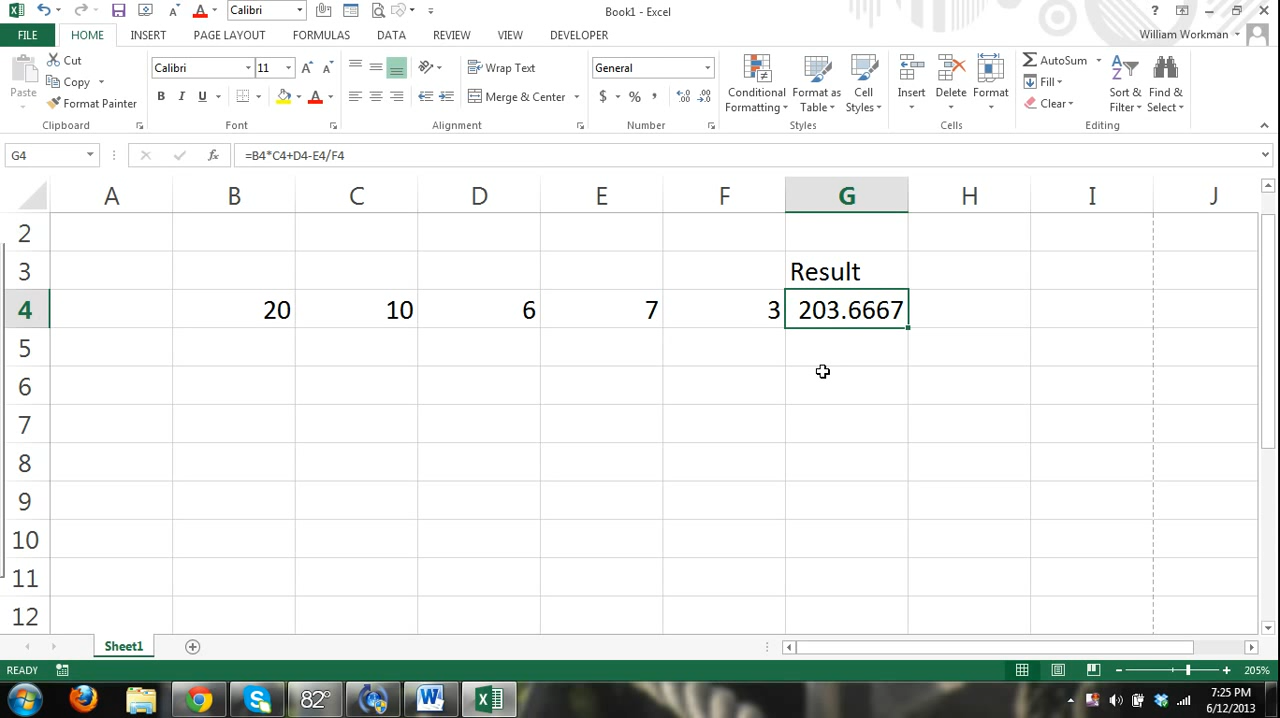 Calibri
Book1 - Excel
?
FILE HOME INSERT PAGE LAYOUT FORMULAS DATA REVIEW VIEW DEVELOPER William Workman
Paste Cut Copy Format Painter
Clipboard
Calibri 11
B I U A
Font
Wrap Text
Merge & Center
Alignment
General
$ % ,
Number
Conditional Formatting
Format as Table
Cell Styles
Styles
Insert Delete Format
Cells
AutoSum
Fill
Clear
Sort & Filter
Find & Select
Editing
G4 fx =B4*C4+D4-E4/F4
A B C D E F G H I J
2
3 Result
4 20 10 6 7 3 203.6667
5
6
7
8
9
10
11
12
Sheet1
READY 205%
82° 7:25 PM
6/12/2013